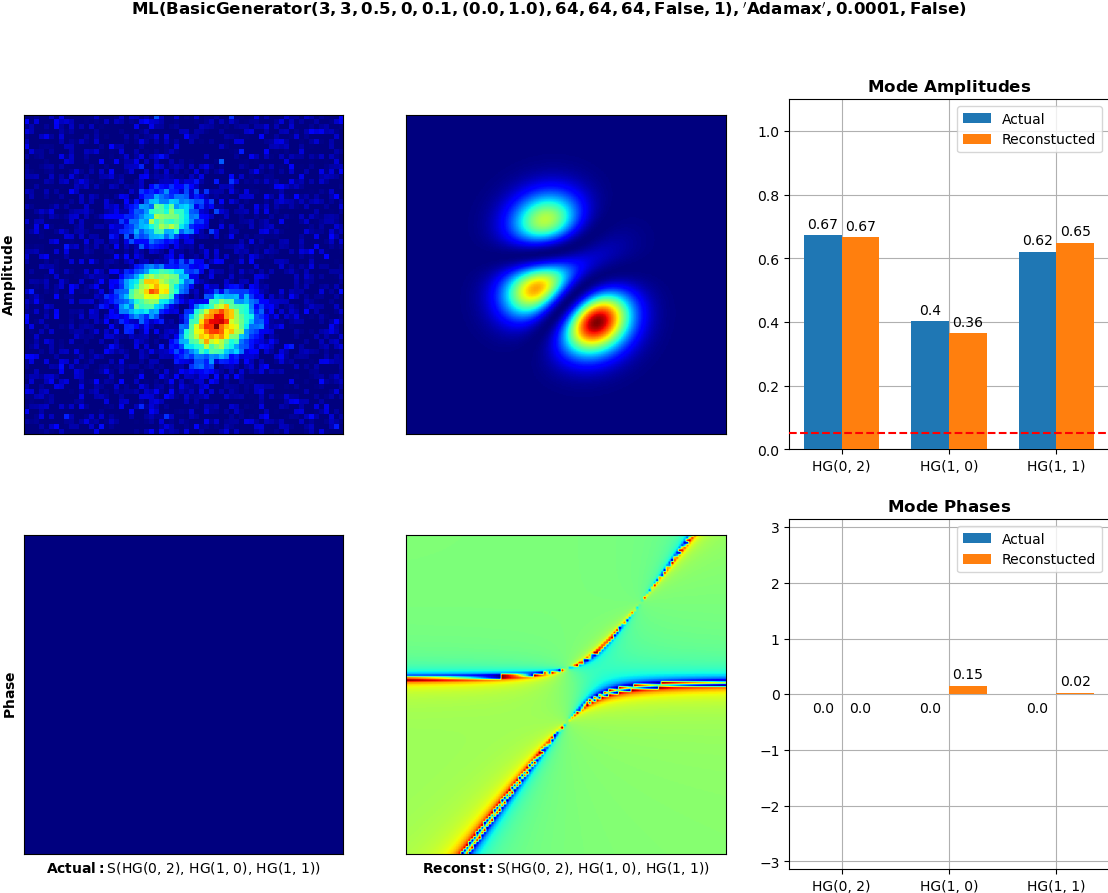 ML(BasicGenerator(3, 3, 0.5, 0, 0.1, (0.0, 1.0), 64, 64, 64, False, 1), ′Adamax′, 0.0001, False)
Amplitude
Mode Amplitudes
Actual
Reconstucted
1.0
0.8
0.6
0.4
0.2
0.0
0.67
0.67
0.4
0.36
0.62
0.65
HG(0, 2)
HG(1, 0)
HG(1, 1)
Phase
Actual: S(HG(0, 2), HG(1, 0), HG(1, 1))
Reconst: S(HG(0, 2), HG(1, 0), HG(1, 1))
Mode Phases
Actual
Reconstucted
3
2
1
0
−1
−2
−3
0.0
0.0
0.0
0.15
0.0
0.02
HG(0, 2)
HG(1, 0)
HG(1, 1)